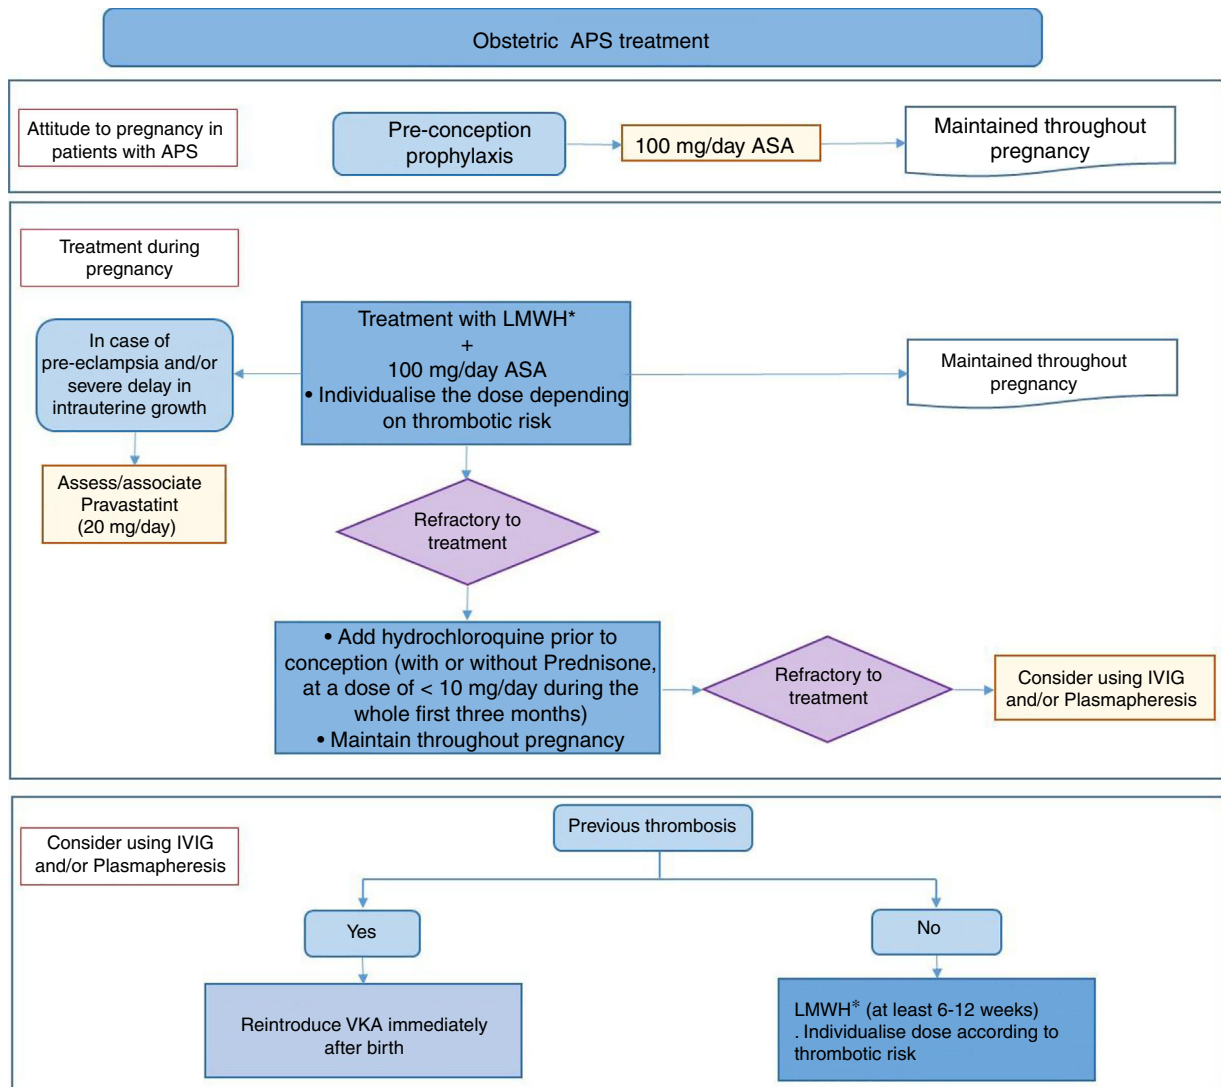 Obstetric APS treatment
Attitude to pregnancy in
patients with APS
Pre-conception
prophylaxis
100 mg/day ASA
Maintained throughout
pregnancy
Treatment during
pregnancy
In case of
pre-eclampsia and/or
severe delay in
intrauterine growth
Treatment with LMWH*
+
100 mg/day ASA
• Individualise the dose depending
on thrombotic risk
Maintained throughout
pregnancy
Assess/associate
Pravastatint
(20 mg/day)
Refractory to
treatment
• Add hydrochloroquine prior to
conception (with or without Prednisone,
at a dose of < 10 mg/day during the
whole first three months)
• Maintain throughout pregnancy
Refractory to
treatment
Consider using IVIG
and/or Plasmapheresis
Consider using IVIG
and/or Plasmapheresis
Previous thrombosis
Yes
No
Reintroduce VKA immediately
after birth
LMWH* (at least 6-12 weeks)
. Individualise dose according to
thrombotic risk